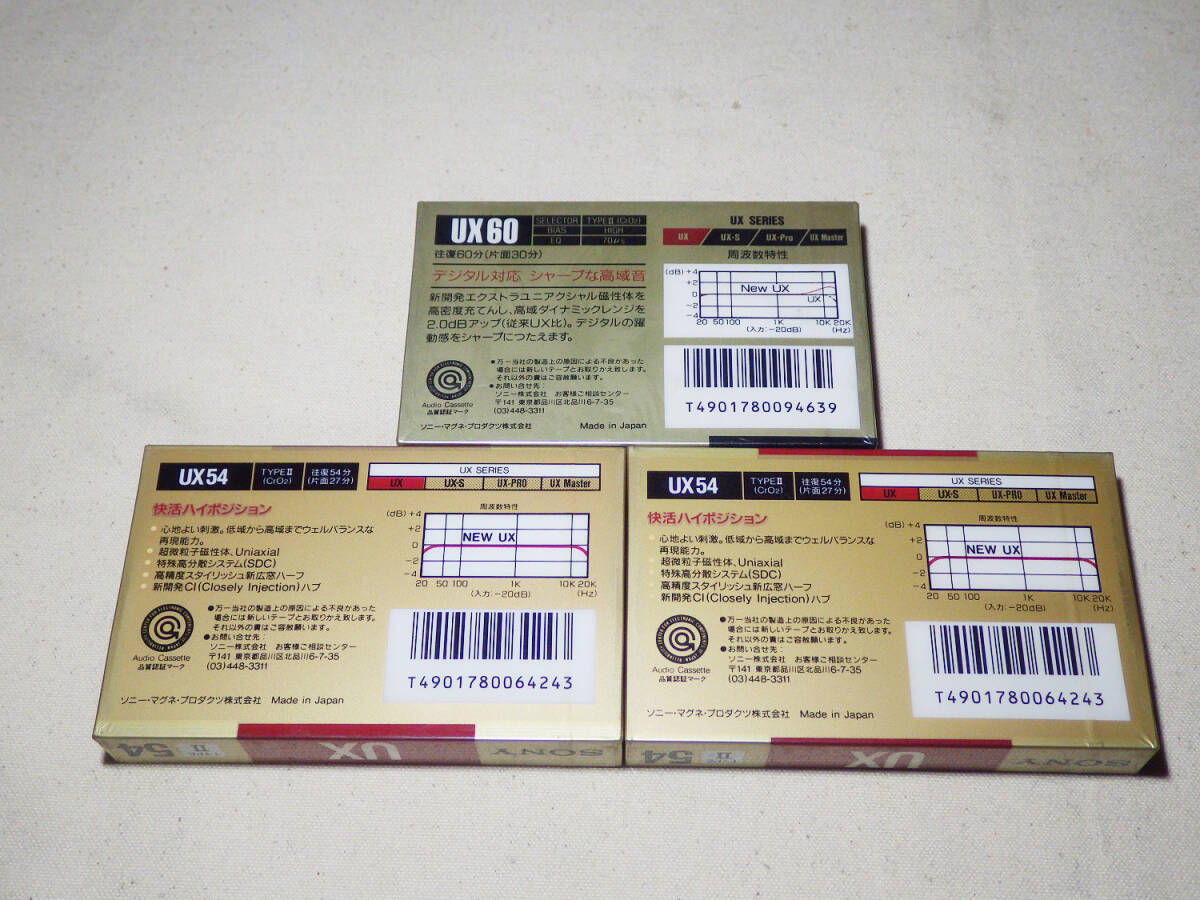 UX60
SELECTOR TYPE II (CrO2)
BIAS HIGH
EQ 70μs
往復60分(片面30分)
UX SERIES
UX UX-S UX-Pro UX Master
周波数特性
デジタル対応 シャープな高域音
新開発エクストラユニアクシャル磁性体を
高密度充てんし、高域ダイナミックレンジを
2.0dBアップ(従来UX比)。デジタルの躍
動感をシャープにつたえます。
(dB) +4
+2
0
-2
-4
New UX
UX
20 50 100 1K 10K 20K
(入力:-20dB) (Hz)
●万一当社の製造上の原因による不良があった
場合には新しいテープとお取りかえ致します。
それ以外の責はご容赦願います。
●お問い合せ先:
ソニー株式会社 お客様ご相談センター
〒141 東京都品川区北品川6-7-35
(03)448-3311
Audio Cassette
品質認証マーク
ソニー・マグネ・プロダクツ株式会社 Made in Japan
T4901780094639
UX54
TYPE II (CrO2)
往復54分 (片面27分)
UX SERIES
UX UX-S UX-PRO UX Master
快活ハイポジション
心地よい刺激。低域から高域までウェルバランスな
再現能力。
超微粒子磁性体、Uniaxial
特殊高分散システム(SDC)
高精度スタイリッシュ新広窓ハーフ
新開発CI(Closely Injection)ハブ
周波数特性
(dB) +4
+2
0
-2
-4
NEW UX
20 50 100 1K 10K 20K
(入力:-20dB) (Hz)
●万一当社の製造上の原因による不良があった
場合には新しいテープとお取りかえ致します。
それ以外の責はご容赦願います。
●お問い合せ先:
ソニー株式会社 お客様ご相談センター
〒141 東京都品川区北品川6-7-35
(03)448-3311
Audio Cassette
品質認証マーク
ソニー・マグネ・プロダクツ株式会社 Made in Japan
T4901780064243
SONY UX TYPE II 54
UX54
TYPE II (CrO2)
往復54分 (片面27分)
UX SERIES
UX UX-S UX-PRO UX Master
快活ハイポジション
心地よい刺激。低域から高域までウェルバランスな
再現能力。
超微粒子磁性体、Uniaxial
特殊高分散システム(SDC)
高精度スタイリッシュ新広窓ハーフ
新開発CI(Closely Injection)ハブ
周波数特性
(dB) +4
+2
0
-2
-4
NEW UX
20 50 100 1K 10K 20K
(入力:-20dB) (Hz)
●万一当社の製造上の原因による不良があった
場合には新しいテープとお取りかえ致します。
それ以外の責はご容赦願います。
●お問い合せ先:
ソニー株式会社 お客様ご相談センター
〒141 東京都品川区北品川6-7-35
(03)448-3311
Audio Cassette
品質認証マーク
ソニー・マグネ・プロダクツ株式会社 Made in Japan
T4901780064243
SONY UX TYPE II 54